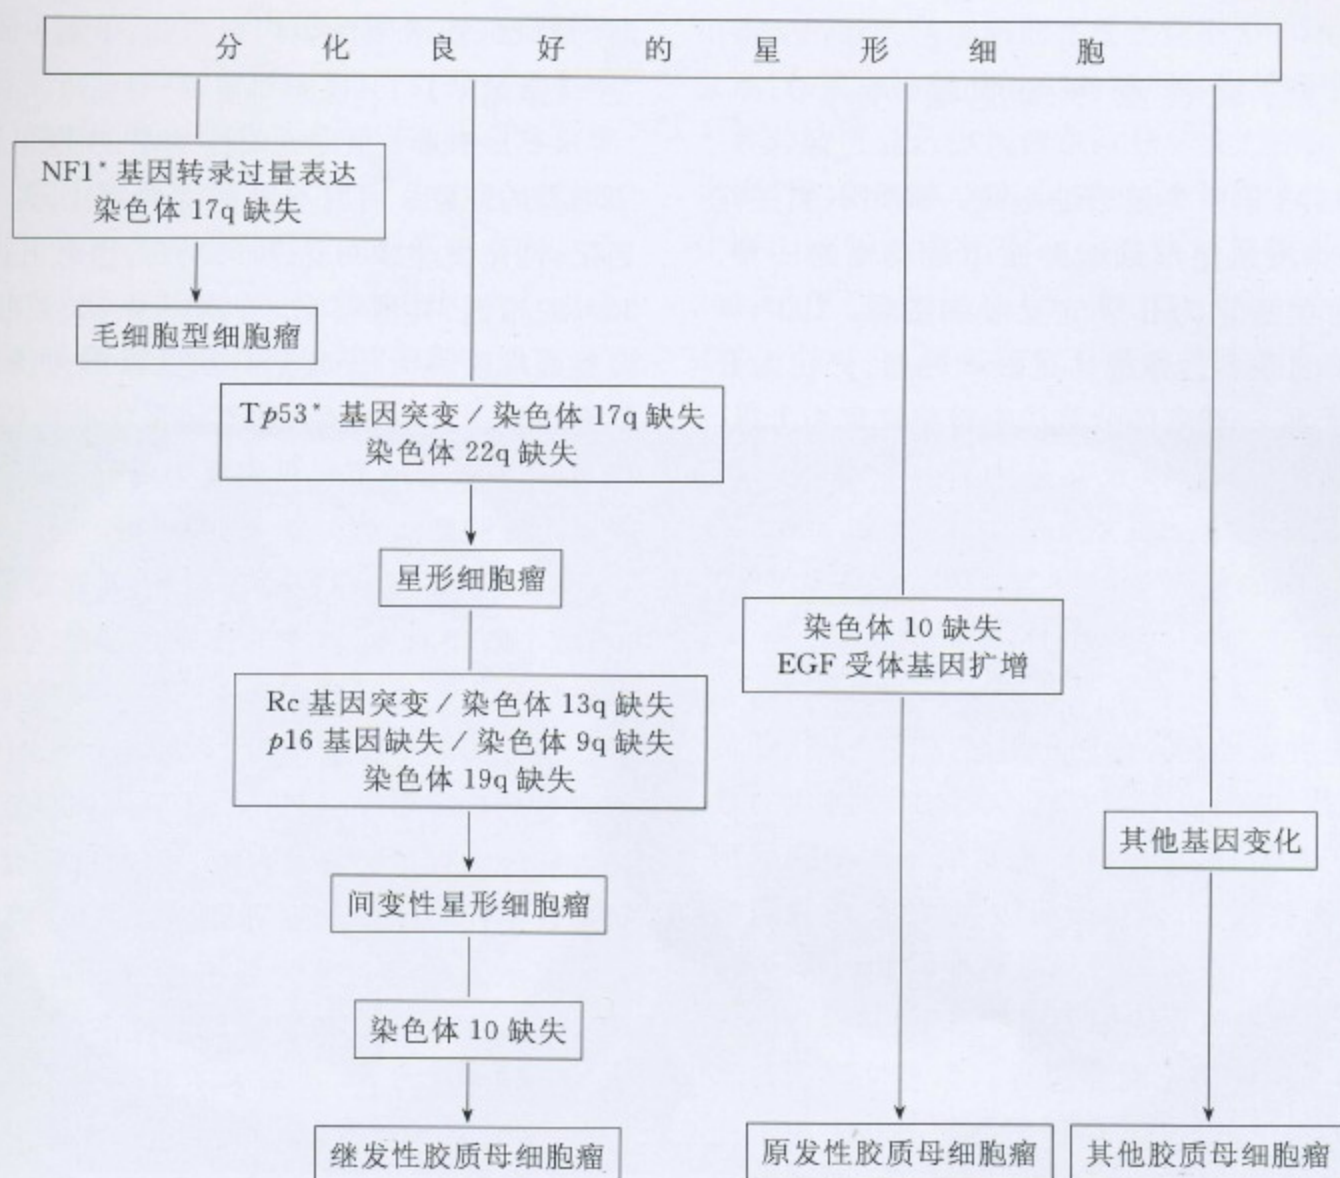 分化良好的星形细胞
NF1* 基因转录过量表达
染色体 17q 缺失
毛细胞型细胞瘤
Tp53* 基因突变 / 染色体 17q 缺失
染色体 22q 缺失
星形细胞瘤
Rc 基因突变 / 染色体 13q 缺失
p16 基因缺失 / 染色体 9q 缺失
染色体 19q 缺失
间变性星形细胞瘤
染色体 10 缺失
继发性胶质母细胞瘤
染色体 10 缺失
EGF 受体基因扩增
原发性胶质母细胞瘤
其他基因变化
其他胶质母细胞瘤